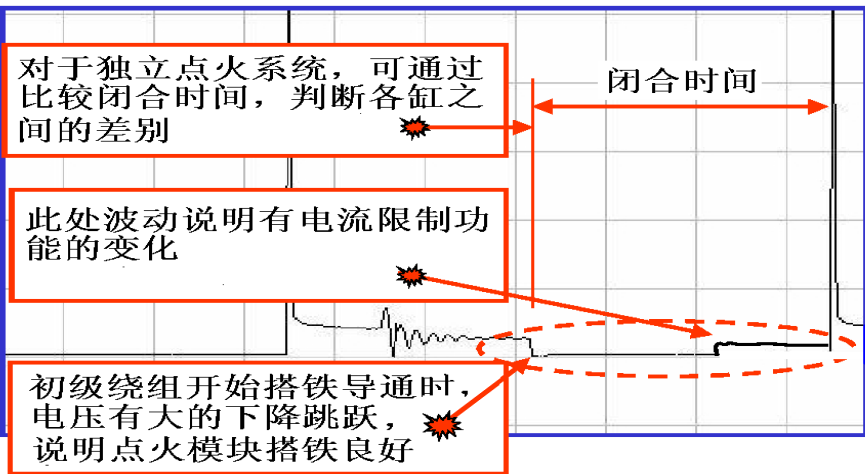 对于独立点火系统，可通过
比较闭合时间，判断各缸之
间的差别
闭合时间
此处波动说明有电流限制功
能的变化
初级绕组开始搭铁导通时，
电压有大的下降跳跃，
说明点火模块搭铁良好